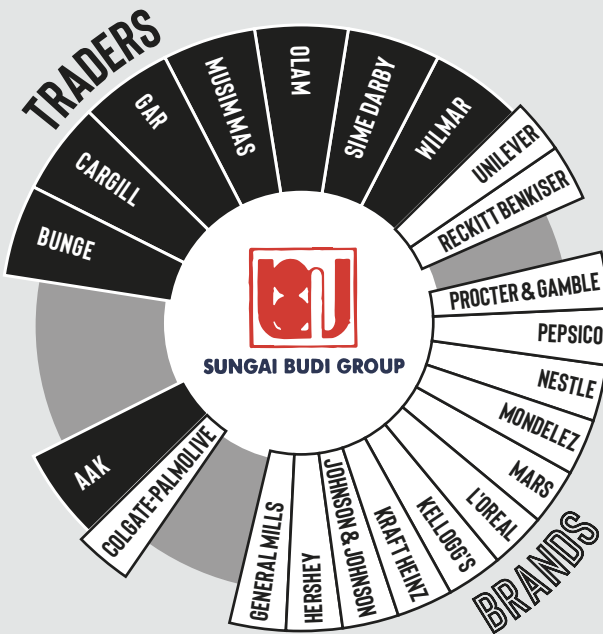 TRADERS
AAK
BUNGE
CARGILL
GAR
MUSIM MAS
OLAM
SIME DARBY
WILMAR
UNILEVER
RECKITT BENKISER
PROCTER & GAMBLE
PEPSICO
NESTLE
MONDELEZ
MARS
L'OREAL
KELLOGG'S
KRAFT HEINZ
JOHNSON & JOHNSON
HERSHEY
GENERAL MILLS
COLGATE-PALMOLIVE
BRANDS
SUNGAI BUDI GROUP